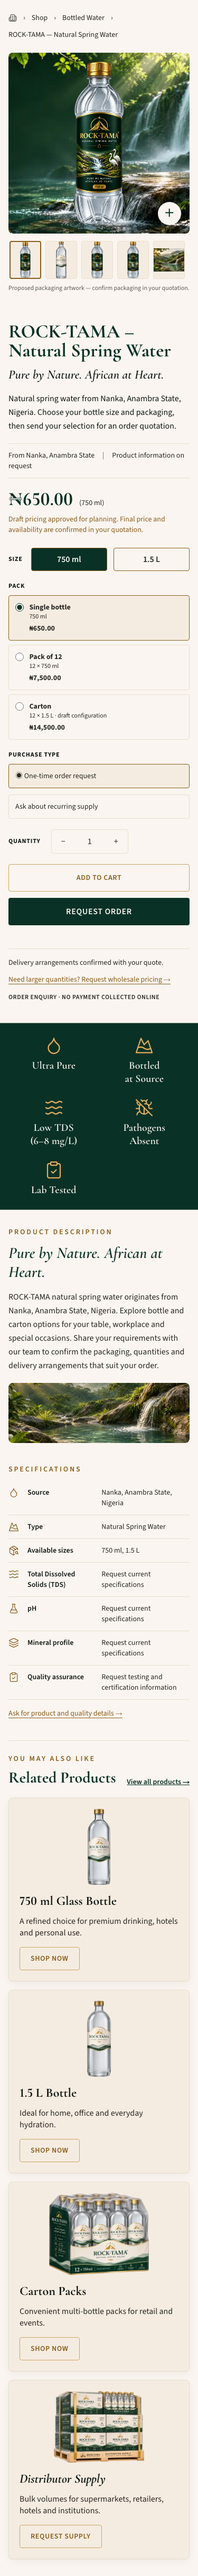 › Shop › Bottled Water ›
ROCK-TAMA — Natural Spring Water
ROCK-TAMA
+
Proposed packaging artwork — confirm packaging in your quotation.
ROCK-TAMA –
Natural Spring Water
Pure by Nature. African at Heart.
Natural spring water from Nanka, Anambra State,
Nigeria. Choose your bottle size and packaging,
then send your selection for an order quotation.
From Nanka, Anambra State | Product information on
request
₦650.00 (750 ml)
Draft pricing approved for planning. Final price and
availability are confirmed in your quotation.
SIZE 750 ml 1.5 L
PACK
Single bottle
750 ml
₦650.00
Pack of 12
12 × 750 ml
₦7,500.00
Carton
12 × 1.5 L · draft configuration
₦14,500.00
PURCHASE TYPE
One-time order request
Ask about recurring supply
QUANTITY − 1 +
ADD TO CART
REQUEST ORDER
Delivery arrangements confirmed with your quote.
Need larger quantities? Request wholesale pricing →
ORDER ENQUIRY · NO PAYMENT COLLECTED ONLINE
Ultra Pure
Bottled
at Source
Low TDS
(6–8 mg/L)
Pathogens
Absent
Lab Tested
PRODUCT DESCRIPTION
Pure by Nature. African at
Heart.
ROCK-TAMA natural spring water originates from
Nanka, Anambra State, Nigeria. Explore bottle and
carton options for your table, workplace and
special occasions. Share your requirements with
our team to confirm the packaging, quantities and
delivery arrangements that suit your order.
SPECIFICATIONS
Source Nanka, Anambra State,
Nigeria
Type Natural Spring Water
Available sizes 750 ml, 1.5 L
Total Dissolved Request current
Solids (TDS) specifications
pH Request current
specifications
Mineral profile Request current
specifications
Quality assurance Request testing and
certification information
Ask for product and quality details →
YOU MAY ALSO LIKE
Related Products View all products →
750 ml Glass Bottle
A refined choice for premium drinking, hotels
and personal use.
SHOP NOW
1.5 L Bottle
Ideal for home, office and everyday
hydration.
SHOP NOW
ROCK-TAMA
Carton Packs
Convenient multi-bottle packs for retail and
events.
SHOP NOW
Distributor Supply
Bulk volumes for supermarkets, retailers,
hotels and institutions.
REQUEST SUPPLY